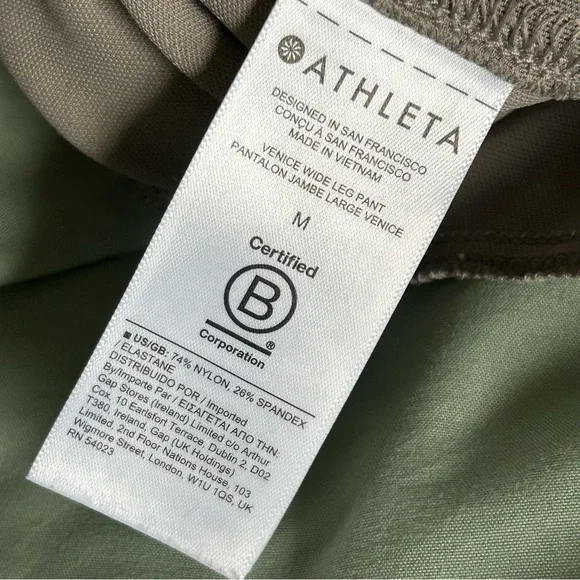 ATHLETA
DESIGNED IN SAN FRANCISCO
CONÇU À SAN FRANCISCO
MADE IN VIETNAM
VENICE WIDE LEG PANT
PANTALON JAMBE LARGE VENICE
M
Certified
B
®
Corporation
■ US/GB: 74% NYLON, 26% SPANDEX
/ ELASTANE
DISTRIBUIDO POR / Imported
By/Importe Par / ΕΙΣΑΓΕΤΑΙ ΑΠΟ ΤΗΝ:
Gap Stores (Ireland) Limited c/o Arthur
Cox, 10 Earlsfort Terrace, Dublin 2, D02
T380, Ireland, Gap (UK Holdings)
Limited, 2nd Floor Nations House, 103
Wigmore Street, London, W1U 1QS, UK
RN 54023